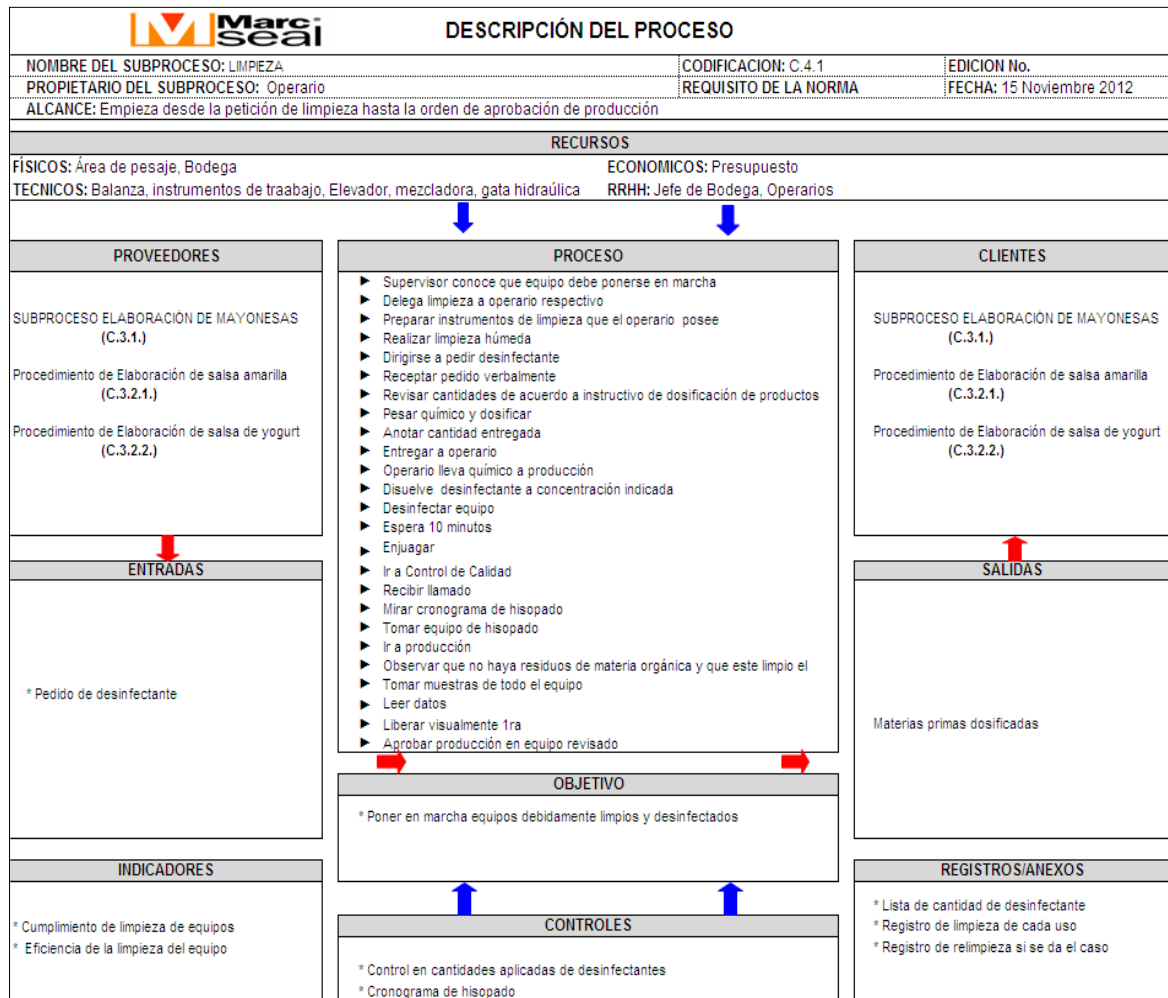 Marc
seal
DESCRIPCIÓN DEL PROCESO
NOMBRE DEL SUBPROCESO: LIMPIEZA
CODIFICACION: C.4.1
EDICION No.
PROPIETARIO DEL SUBPROCESO: Operario
REQUISITO DE LA NORMA
FECHA: 15 Noviembre 2012
ALCANCE: Empieza desde la petición de limpieza hasta la orden de aprobación de producción
RECURSOS
FÍSICOS: Área de pesaje, Bodega
ECONOMICOS: Presupuesto
TECNICOS: Balanza, instrumentos de traabajo, Elevador, mezcladora, gata hidraúlica
RRHH: Jefe de Bodega, Operarios
PROVEEDORES
SUBPROCESO ELABORACIÓN DE MAYONESAS
(C.3.1.)
Procedimiento de Elaboración de salsa amarilla
(C.3.2.1.)
Procedimiento de Elaboración de salsa de yogurt
(C.3.2.2.)
PROCESO
► Supervisor conoce que equipo debe ponerse en marcha
► Delega limpieza a operario respectivo
► Preparar instrumentos de limpieza que el operario posee
► Realizar limpieza húmeda
► Dirigirse a pedir desinfectante
► Receptar pedido verbalmente
► Revisar cantidades de acuerdo a instructivo de dosificación de productos
► Pesar químico y dosificar
► Anotar cantidad entregada
► Entregar a operario
► Operario lleva químico a producción
► Disuelve desinfectante a concentración indicada
► Desinfectar equipo
► Espera 10 minutos
► Enjuagar
► Ir a Control de Calidad
► Recibir llamado
► Mirar cronograma de hisopado
► Tomar equipo de hisopado
► Ir a producción
► Observar que no haya residuos de materia orgánica y que este limpio el
► Tomar muestras de todo el equipo
► Leer datos
► Liberar visualmente 1ra
► Aprobar producción en equipo revisado
CLIENTES
SUBPROCESO ELABORACIÓN DE MAYONESAS
(C.3.1.)
Procedimiento de Elaboración de salsa amarilla
(C.3.2.1.)
Procedimiento de Elaboración de salsa de yogurt
(C.3.2.2.)
ENTRADAS
* Pedido de desinfectante
SALIDAS
Materias primas dosificadas
OBJETIVO
* Poner en marcha equipos debidamente limpios y desinfectados
INDICADORES
* Cumplimiento de limpieza de equipos
* Eficiencia de la limpieza del equipo
CONTROLES
* Control en cantidades aplicadas de desinfectantes
* Cronograma de hisopado
REGISTROS/ANEXOS
* Lista de cantidad de desinfectante
* Registro de limpieza de cada uso
* Registro de relimpieza si se da el caso